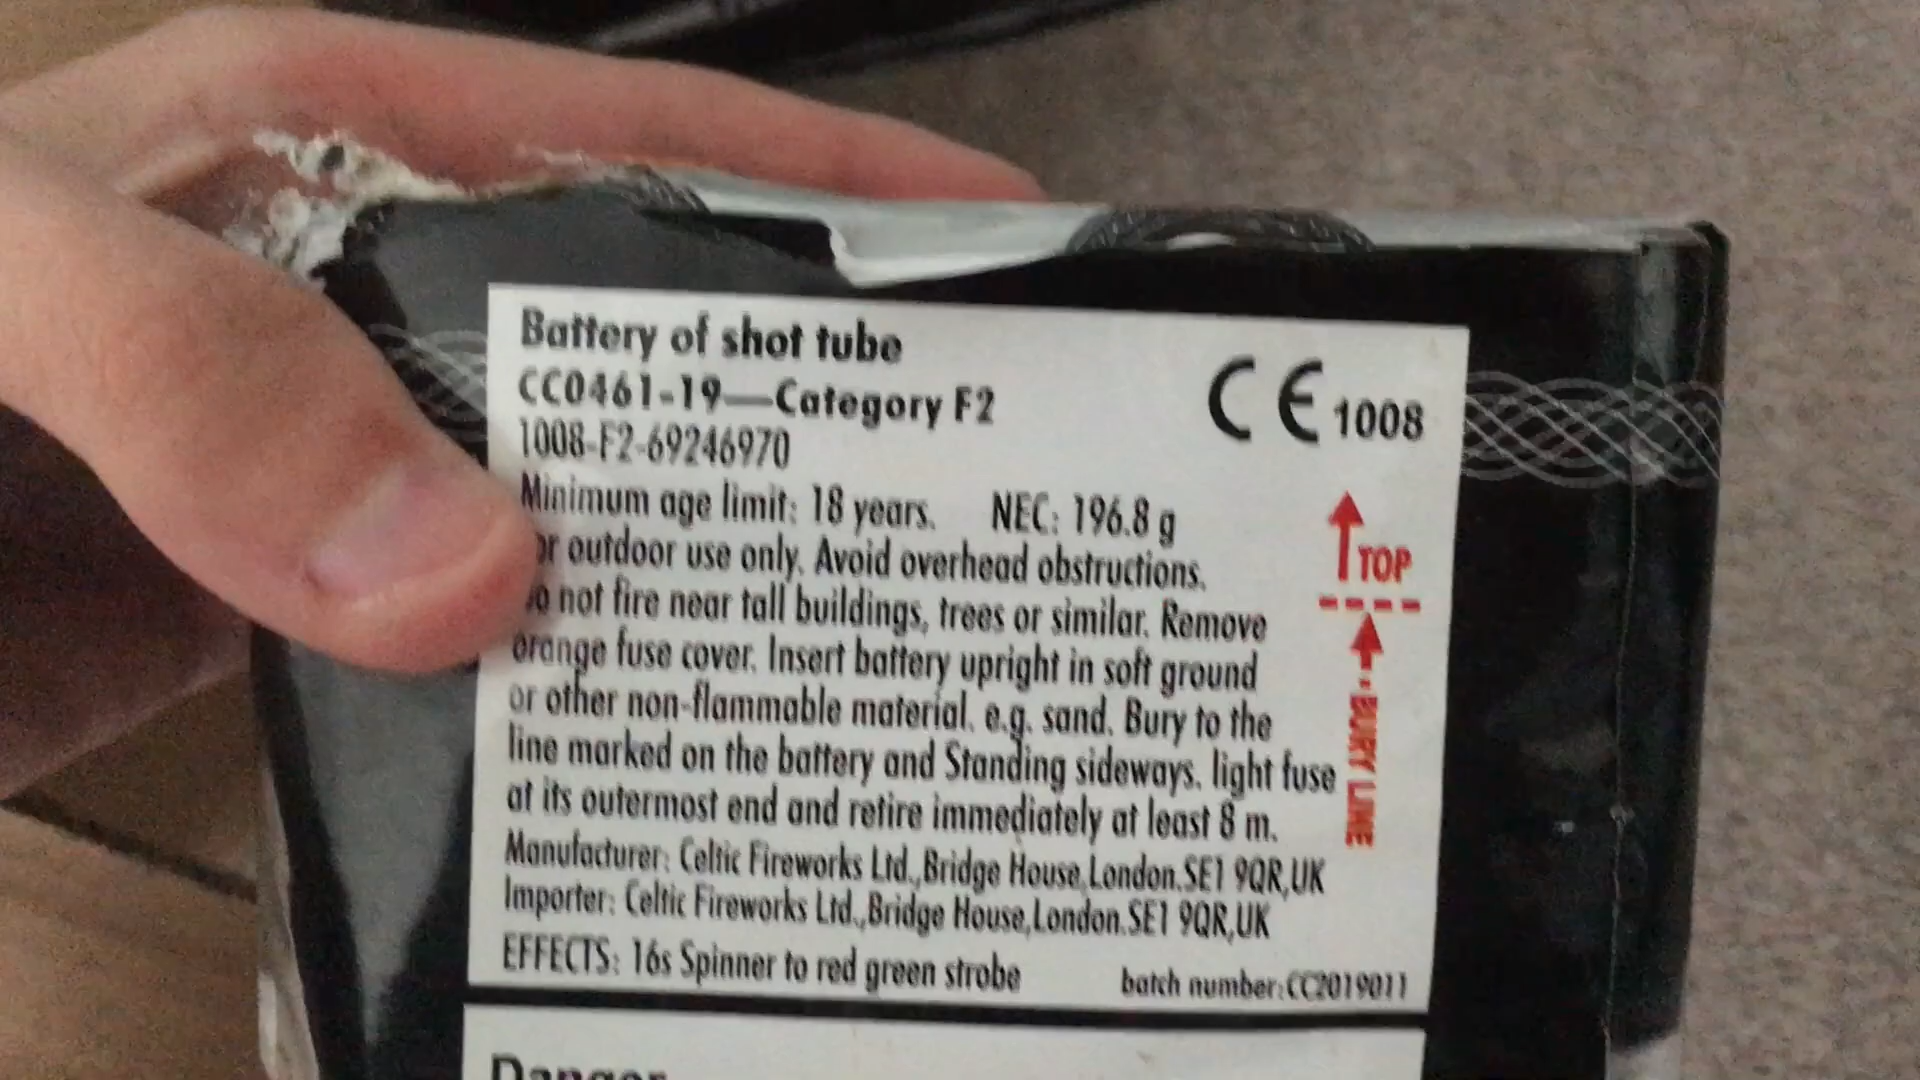 Battery of shot tube
CC0461-19—Category F2
CE 1008
1008-F2-69246970
Minimum age limit: 18 years. NEC: 196.8 g
outdoor use only. Avoid overhead obstructions.
not fire near tall buildings, trees or similar. Remove
orange fuse cover. Insert battery upright in soft ground
or other non-flammable material. e.g. sand. Bury to the
line marked on the battery and Standing sideways. light fuse
at its outermost end and retire immediately at least 8 m.
TOP
BURY LINE
Manufacturer: Celtic Fireworks Ltd.,Bridge House,London.SE1 9QR,UK
Importer: Celtic Fireworks Ltd.,Bridge House,London.SE1 9QR,UK
EFFECTS: 16s Spinner to red green strobe
batch number:CC2019011
Danger